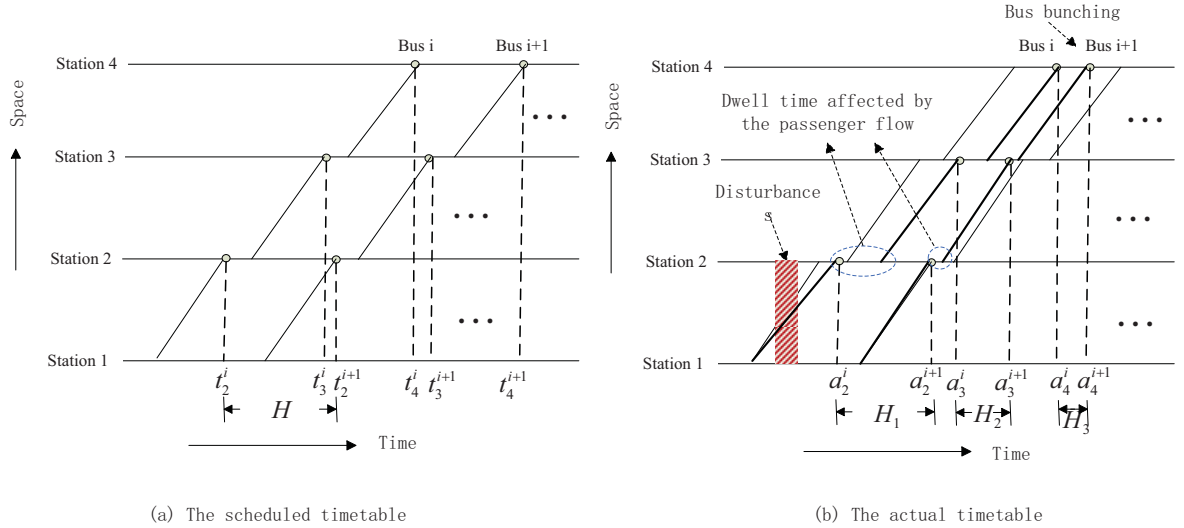 Bus i
Bus i+1
Station 4
Station 3
Station 2
Station 1
Space
• • •
• • •
• • •
t_2^i
t_3^i
t_2^{i+1}
t_4^i
t_3^{i+1}
t_4^{i+1}
H
Time
(a) The scheduled timetable
Bus bunching
Bus i
Bus i+1
Station 4
Dwell time affected by
the passenger flow
Station 3
Disturbance
s
Station 2
Station 1
Space
• • •
• • •
• • •
a_2^i
a_2^{i+1}
a_3^i
a_3^{i+1}
a_4^i
a_4^{i+1}
H_1
H_2
H_3
Time
(b) The actual timetable